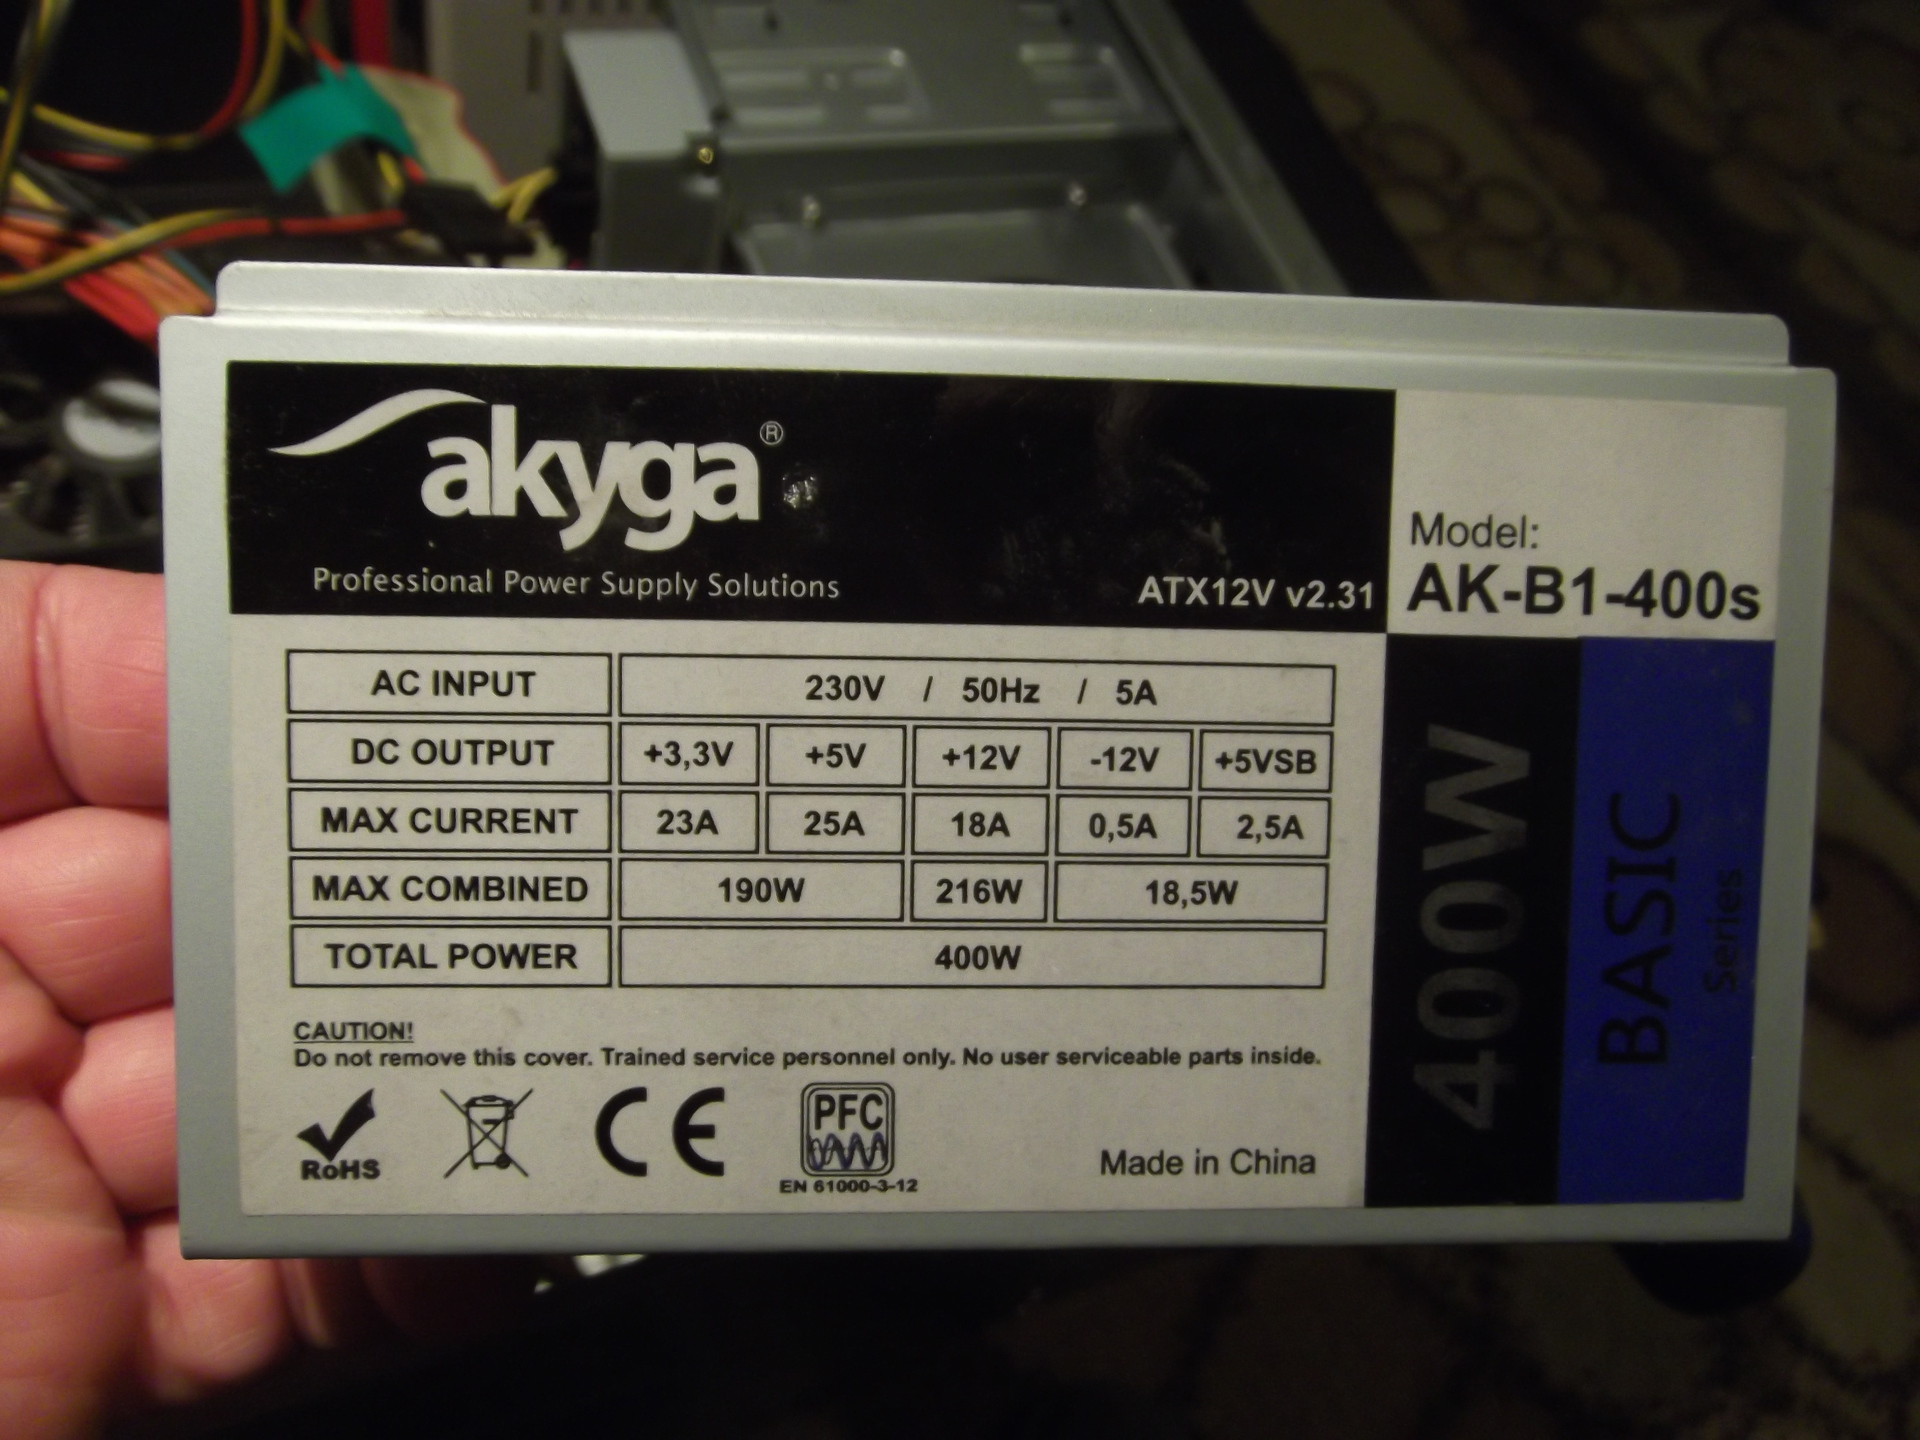 akyga®
Professional Power Supply Solutions
ATX12V v2.31
Model:
AK-B1-400s
AC INPUT 230V / 50Hz / 5A
DC OUTPUT +3,3V +5V +12V -12V +5VSB
MAX CURRENT 23A 25A 18A 0,5A 2,5A
MAX COMBINED 190W 216W 18,5W
TOTAL POWER 400W
CAUTION!
Do not remove this cover. Trained service personnel only. No user serviceable parts inside.
RoHS
CE
PFC
EN 61000-3-12
Made in China
400W
BASIC
Series